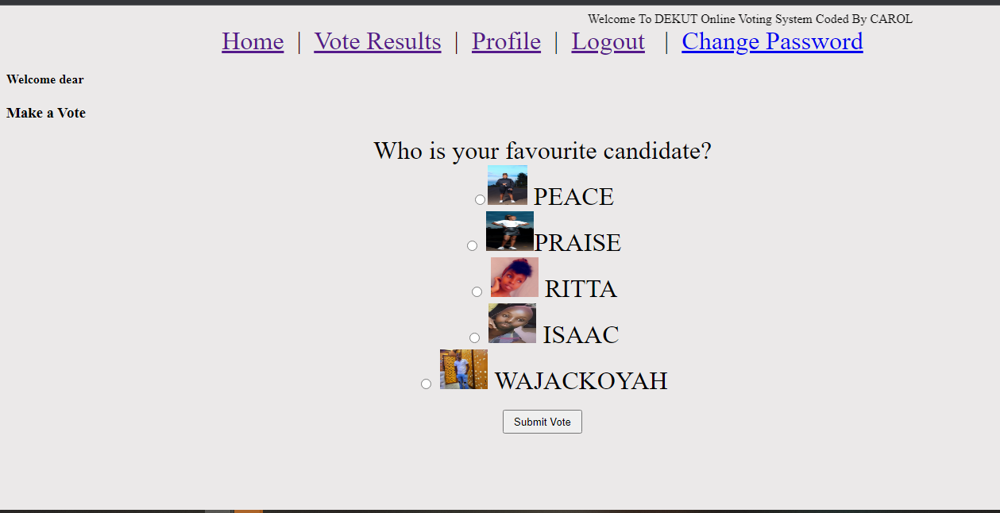 Welcome To DEKUT Online Voting System Coded By CAROL
Home | Vote Results | Profile | Logout | Change Password
Welcome dear
Make a Vote
Who is your favourite candidate?
PEACE
PRAISE
RITTA
ISAAC
WAJACKOYAH
Submit Vote